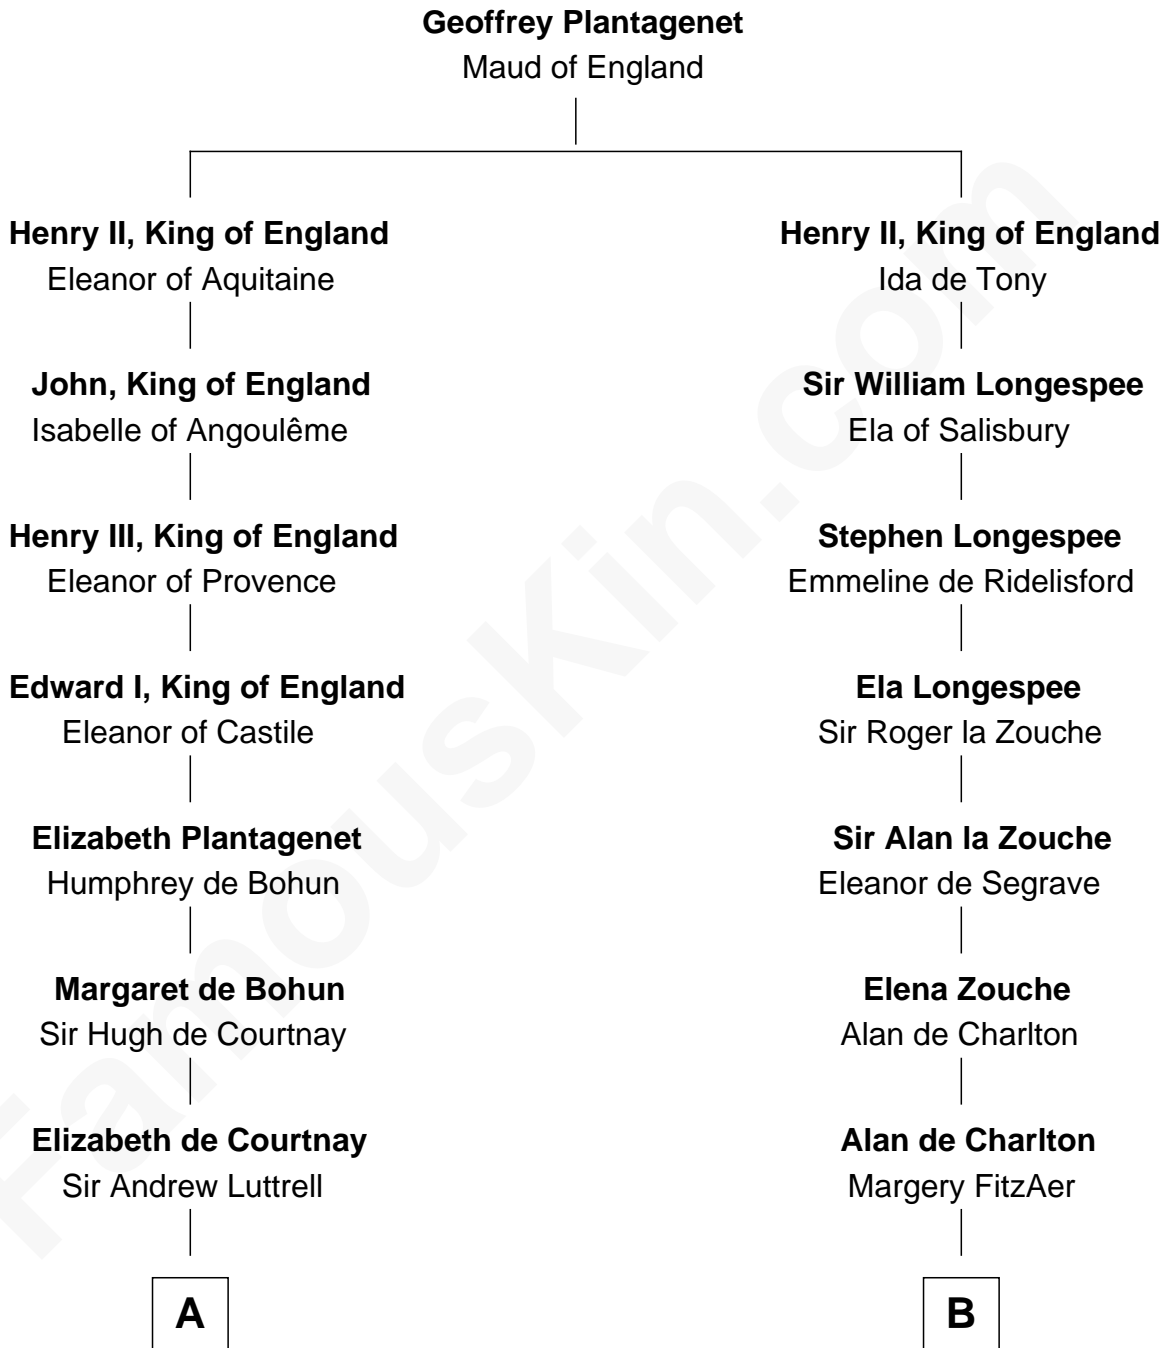 Geoffrey Plantagenet
Maud of England
Henry II, King of England
Eleanor of Aquitaine
Henry II, King of England
Ida de Tony
John, King of England
Isabelle of Angoulême
Sir William Longespee
Ela of Salisbury
Henry III, King of England
Eleanor of Provence
Stephen Longespee
Emmeline de Ridelisford
Edward I, King of England
Eleanor of Castile
Ela Longespee
Sir Roger la Zouche
Elizabeth Plantagenet
Humphrey de Bohun
Sir Alan la Zouche
Eleanor de Segrave
Margaret de Bohun
Sir Hugh de Courtnay
Elena Zouche
Alan de Charlton
Elizabeth de Courtnay
Sir Andrew Luttrell
Alan de Charlton
Margery FitzAer
A
B
FamousKin.com